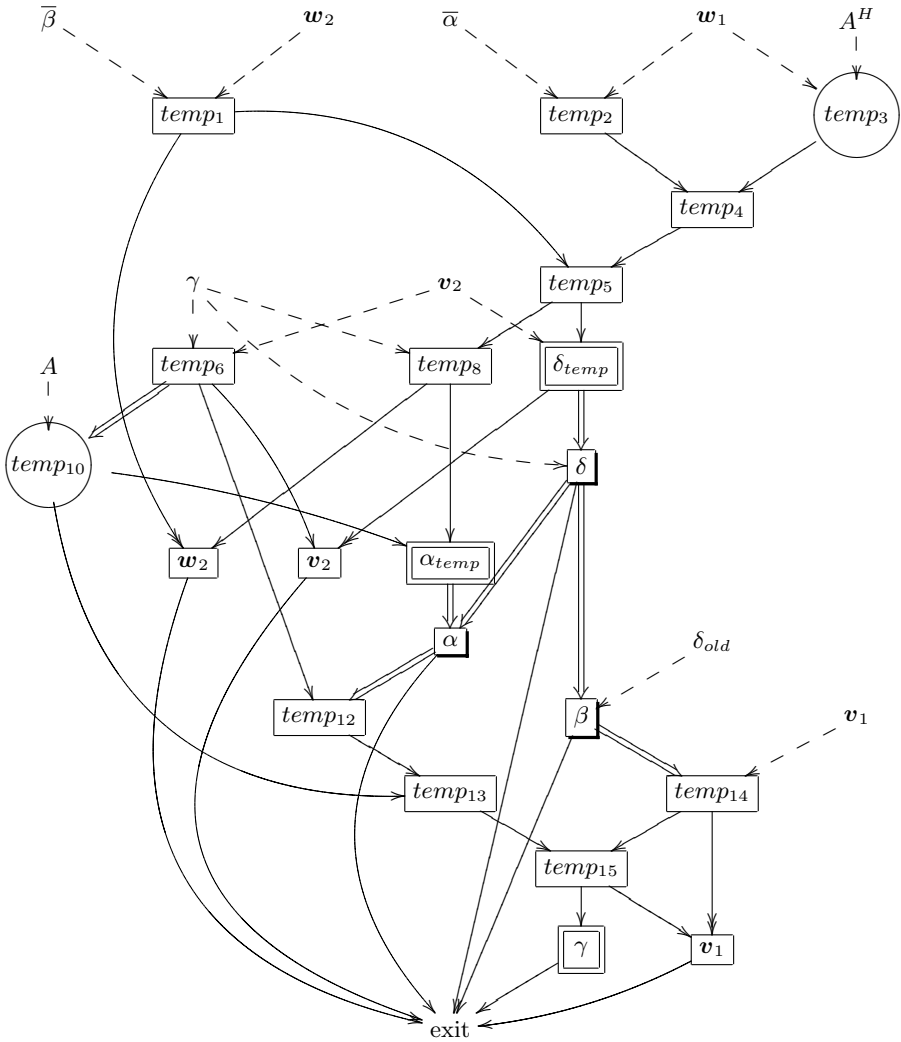 β̅ 𝒘₂ α̅ 𝒘₁ Aᴴ
temp₁ temp₂ temp₃
temp₄
γ 𝒗₂ temp₅
A temp₆ temp₈ δ_temp
temp₁₀ δ
𝒘₂ 𝒗₂ α_temp
α δ_old
temp₁₂ β 𝒗₁
temp₁₃ temp₁₄
temp₁₅
γ 𝒗₁
exit